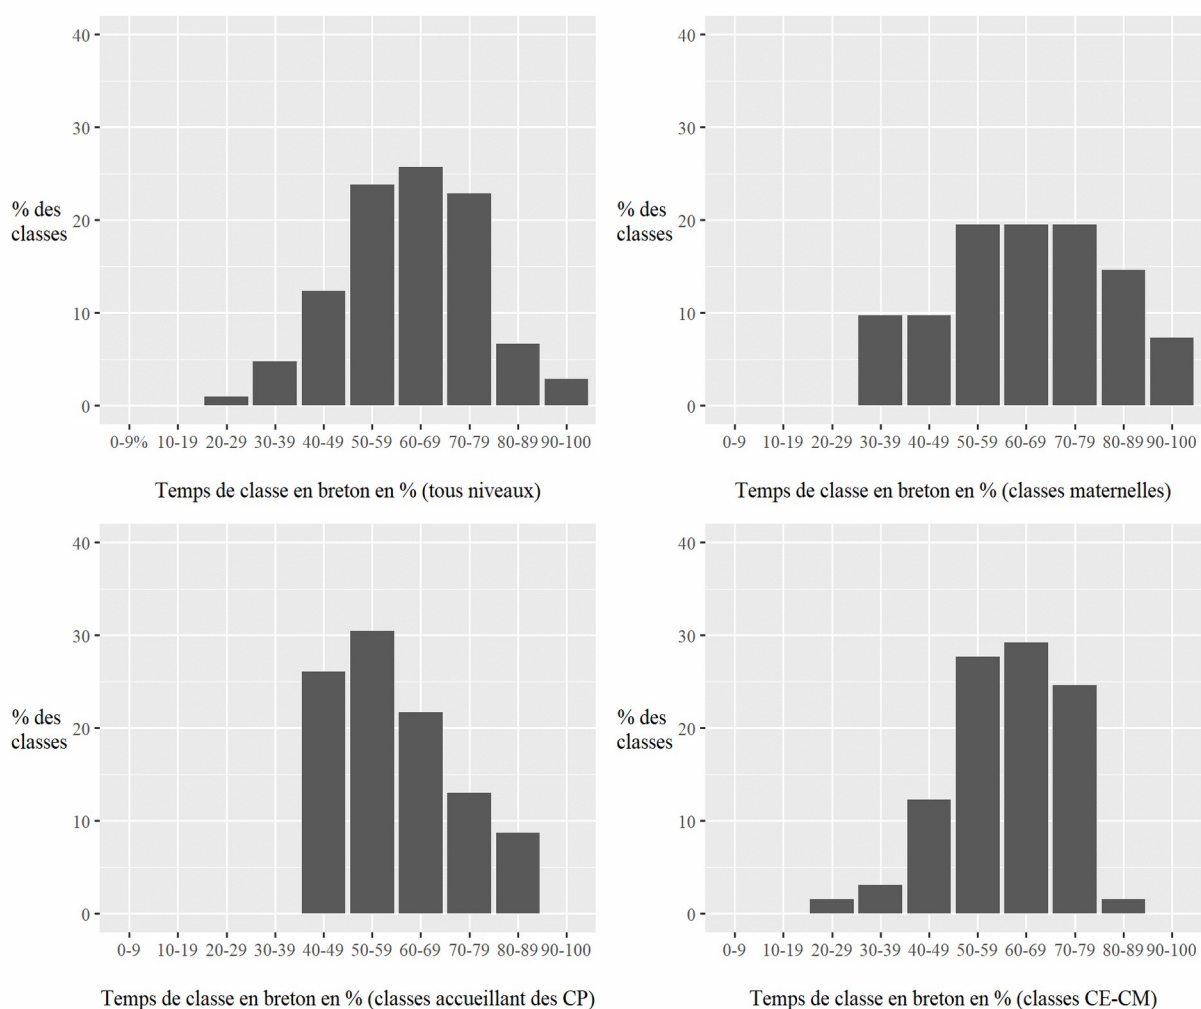 40
30
% des
classes
20
10
0
0-9% 10-19 20-29 30-39 40-49 50-59 60-69 70-79 80-89 90-100
Temps de classe en breton en % (tous niveaux)
40
30
% des
classes
20
10
0
0-9 10-19 20-29 30-39 40-49 50-59 60-69 70-79 80-89 90-100
Temps de classe en breton en % (classes maternelles)
40
30
% des
classes
20
10
0
0-9 10-19 20-29 30-39 40-49 50-59 60-69 70-79 80-89 90-100
Temps de classe en breton en % (classes accueillant des CP)
40
30
% des
classes
20
10
0
0-9 10-19 20-29 30-39 40-49 50-59 60-69 70-79 80-89 90-100
Temps de classe en breton en % (classes CE-CM)